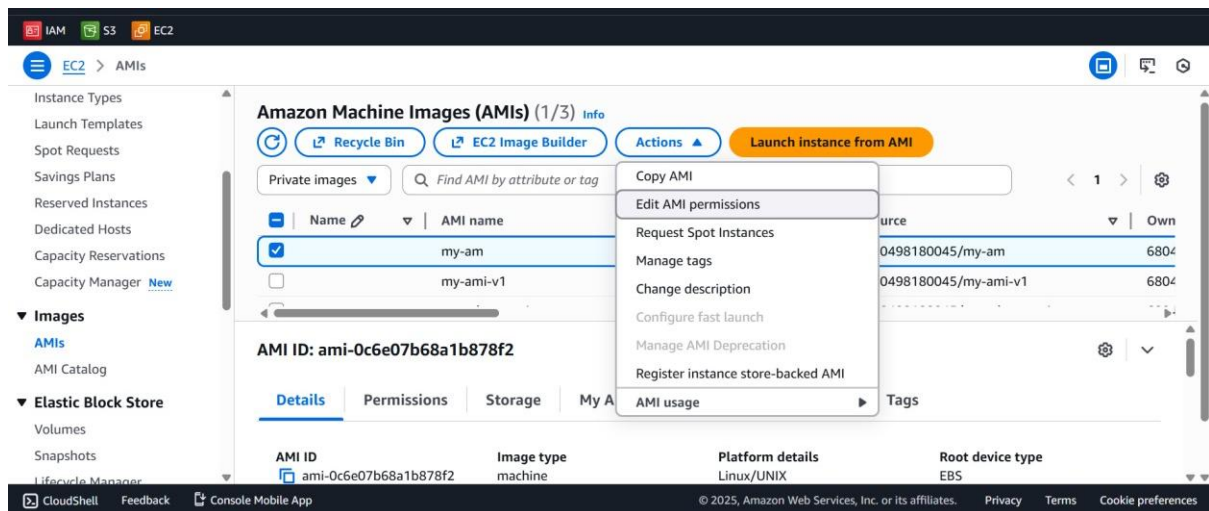 IAM S3 EC2
EC2 > AMIs
Instance Types
Launch Templates
Spot Requests
Savings Plans
Reserved Instances
Dedicated Hosts
Capacity Reservations
Capacity Manager New
Images
AMIs
AMI Catalog
Elastic Block Store
Volumes
Snapshots
Lifecycle Manager
Amazon Machine Images (AMIs) (1/3) Info
Recycle Bin EC2 Image Builder Actions Launch instance from AMI
Private images Find AMI by attribute or tag < 1 >
Name AMI name urce Own
my-am 0498180045/my-am 6804
my-ami-v1 0498180045/my-ami-v1 6804
Copy AMI
Edit AMI permissions
Request Spot Instances
Manage tags
Change description
Configure fast launch
Manage AMI Deprecation
Register instance store-backed AMI
AMI usage
AMI ID: ami-0c6e07b68a1b878f2
Details Permissions Storage My A Tags
AMI ID Image type Platform details Root device type
ami-0c6e07b68a1b878f2 machine Linux/UNIX EBS
CloudShell Feedback Console Mobile App © 2025, Amazon Web Services, Inc. or its affiliates. Privacy Terms Cookie preferences